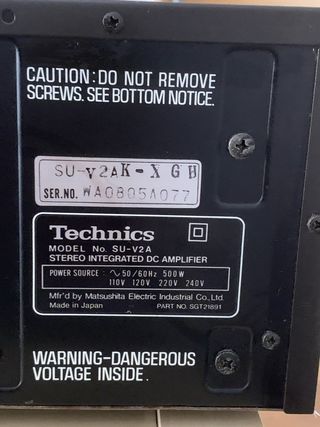 CAUTION: DO NOT REMOVE
SCREWS. SEE BOTTOM NOTICE.
SU-V2AK-X GH
SER.NO. WA0805A077
Technics
MODEL No. SU-V2A
STEREO INTEGRATED DC AMPLIFIER
POWER SOURCE : ∿50/60Hz 500W
110V 120V 220V 240V
Mfr'd by Matsushita Electric Industrial Co., Ltd.
Made in Japan PART No. SGT21891
WARNING-DANGEROUS
VOLTAGE INSIDE.